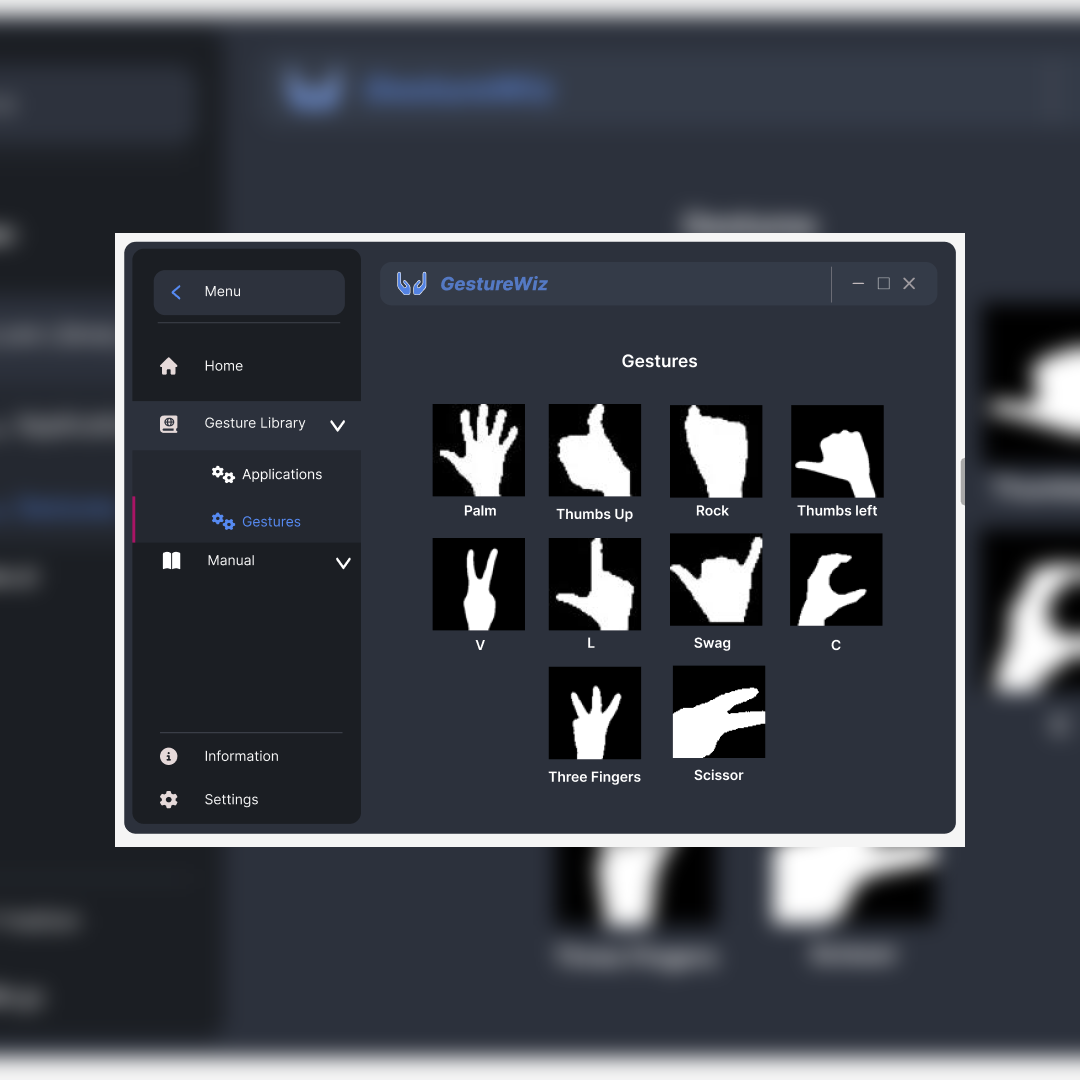 Menu
GestureWiz
Home
Gesture Library
Applications
Gestures
Manual
Information
Settings
Gestures
Palm
Thumbs Up
Rock
Thumbs left
V
L
Swag
C
Three Fingers
Scissor